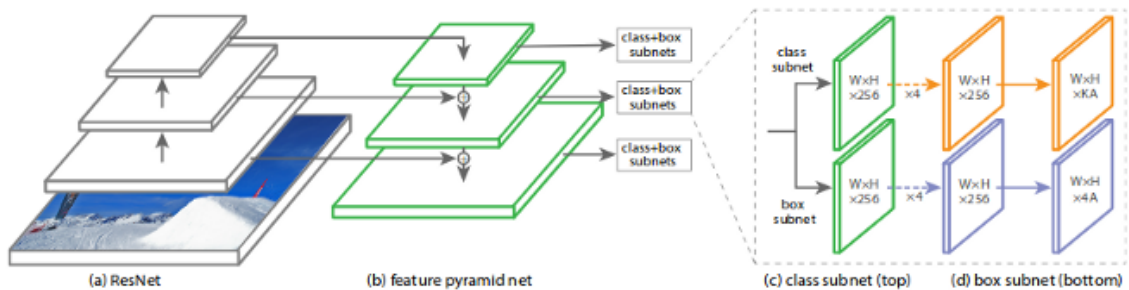 class+box
subnets
class+box
subnets
class+box
subnets
class
subnet
box
subnet
W×H
×256
×4
W×H
×256
W×H
×KA
W×H
×256
×4
W×H
×256
W×H
×4A
+
+
(a) ResNet
(b) feature pyramid net
(c) class subnet (top)
(d) box subnet (bottom)